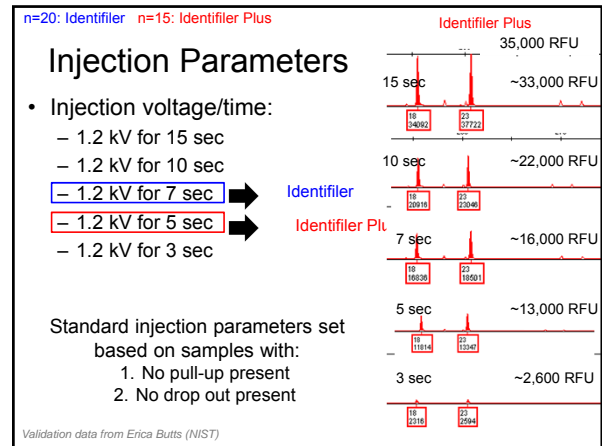 n=20: Identifiler n=15: Identifiler Plus
Injection Parameters
• Injection voltage/time:
– 1.2 kV for 15 sec
– 1.2 kV for 10 sec
– 1.2 kV for 7 sec
Identifiler
– 1.2 kV for 5 sec
Identifiler Plu
– 1.2 kV for 3 sec
Standard injection parameters set
based on samples with:
1. No pull-up present
2. No drop out present
Validation data from Erica Butts (NIST)
Identifiler Plus
35,000 RFU
15 sec ~33,000 RFU
18 23
34092 37722
10 sec ~22,000 RFU
18 23
20916 23046
7 sec ~16,000 RFU
18 23
16836 18501
5 sec ~13,000 RFU
18 23
11814 13347
3 sec ~2,600 RFU
18 23
2316 2594